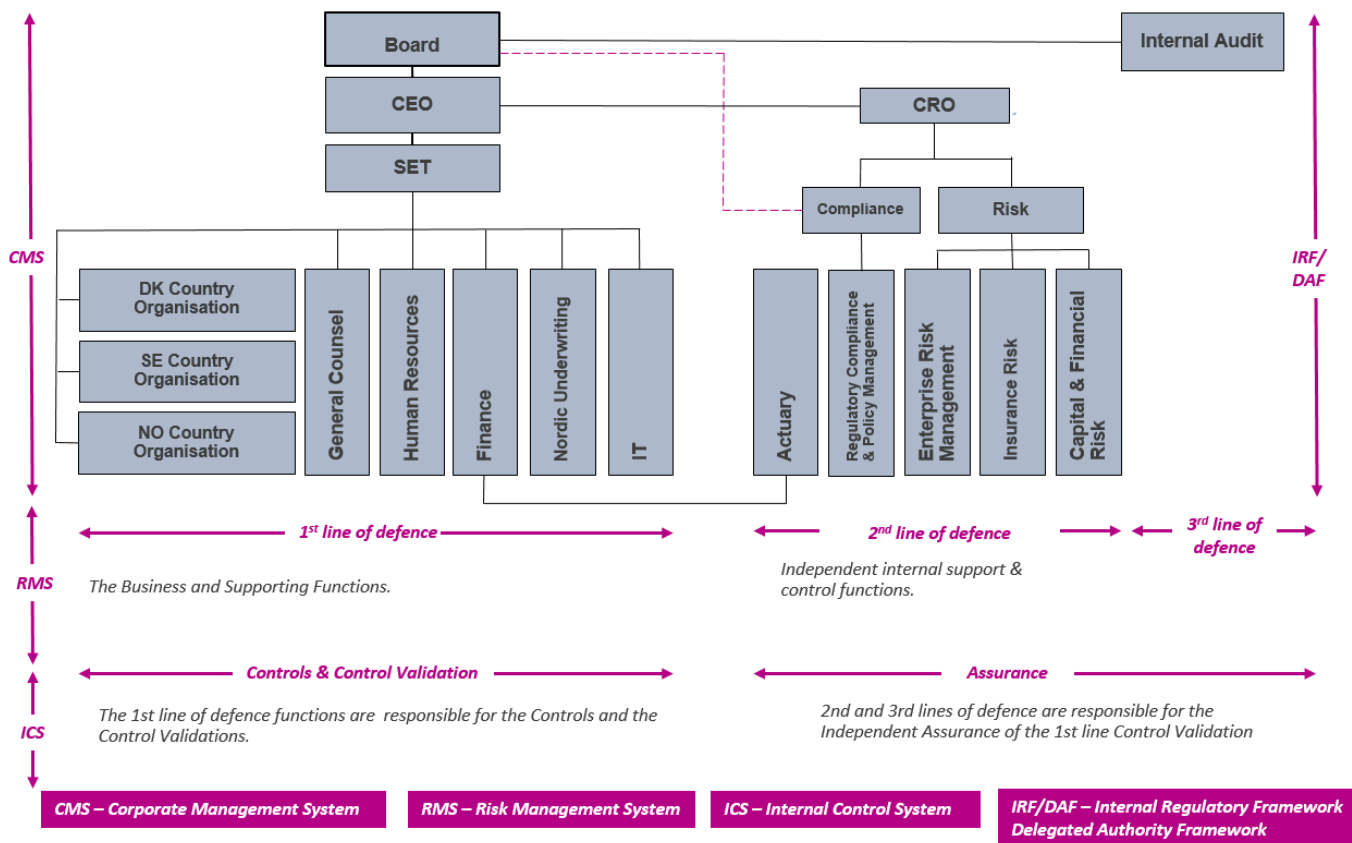 Board
Internal Audit
CEO
CRO
SET
Compliance
Risk
CMS
IRF/
DAF
DK Country
Organisation
SE Country
Organisation
NO Country
Organisation
General Counsel
Human Resources
Finance
Nordic Underwriting
IT
Actuary
Regulatory Compliance
& Policy Management
Enterprise Risk
Management
Insurance Risk
Capital & Financial
Risk
1st line of defence
2nd line of defence
3rd line of
defence
RMS
The Business and Supporting Functions.
Independent internal support &
control functions.
Controls & Control Validation
Assurance
ICS
The 1st line of defence functions are responsible for the Controls and the
Control Validations.
2nd and 3rd lines of defence are responsible for the
Independent Assurance of the 1st line Control Validation
CMS – Corporate Management System
RMS – Risk Management System
ICS – Internal Control System
IRF/DAF – Internal Regulatory Framework
Delegated Authority Framework